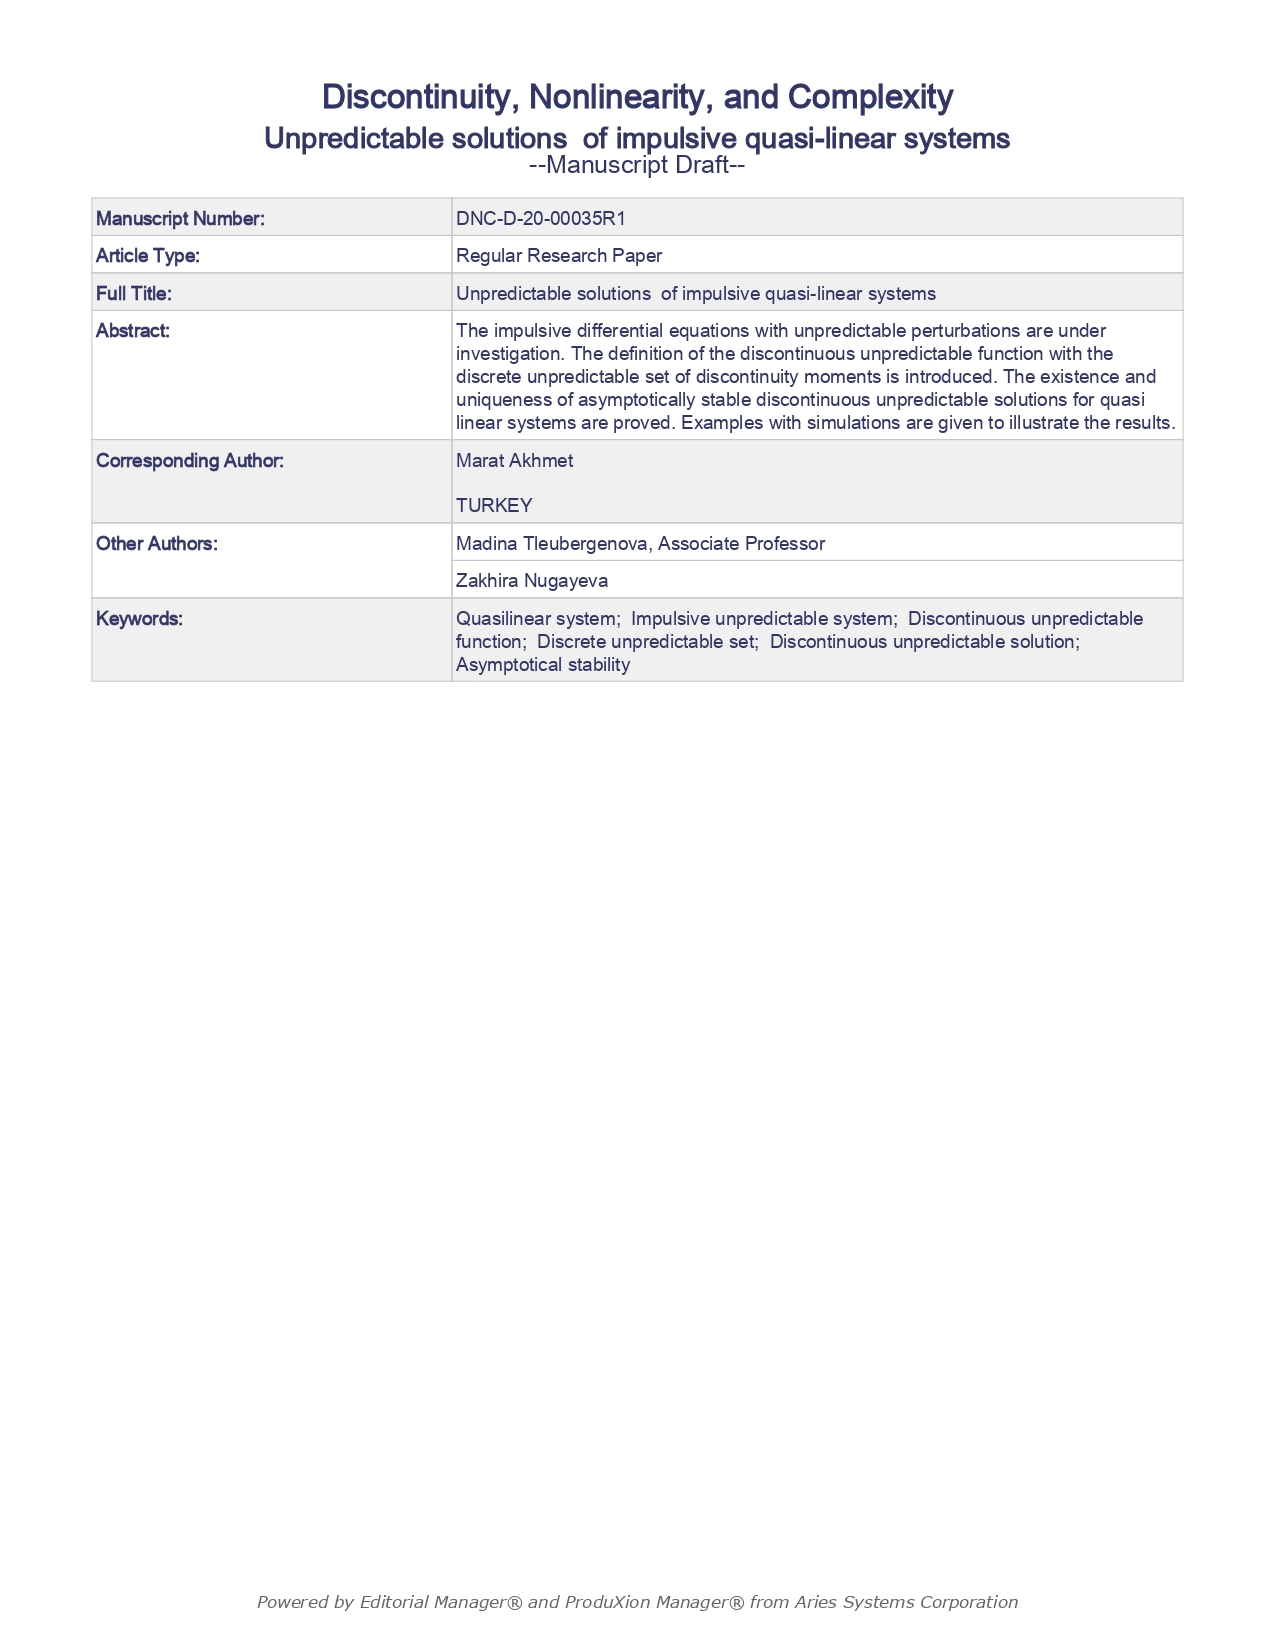 Discontinuity, Nonlinearity, and Complexity
Unpredictable solutions  of impulsive quasi-linear systems
--Manuscript Draft--
Manuscript Number:
DNC-D-20-00035R1
Article Type:
Regular Research Paper
Full Title:
Unpredictable solutions  of impulsive quasi-linear systems
Abstract:
The impulsive differential equations with unpredictable perturbations are under
investigation. The definition of the discontinuous unpredictable function with the
discrete unpredictable set of discontinuity moments is introduced. The existence and
uniqueness of asymptotically stable discontinuous unpredictable solutions for quasi
linear systems are proved. Examples with simulations are given to illustrate the results.
Corresponding Author:
Marat Akhmet
TURKEY
Other Authors:
Madina Tleubergenova, Associate Professor
Zakhira Nugayeva
Keywords:
Quasilinear system;  Impulsive unpredictable system;  Discontinuous unpredictable
function;  Discrete unpredictable set;  Discontinuous unpredictable solution;
Asymptotical stability
Powered by Editorial Manager® and ProduXion Manager® from Aries Systems Corporation